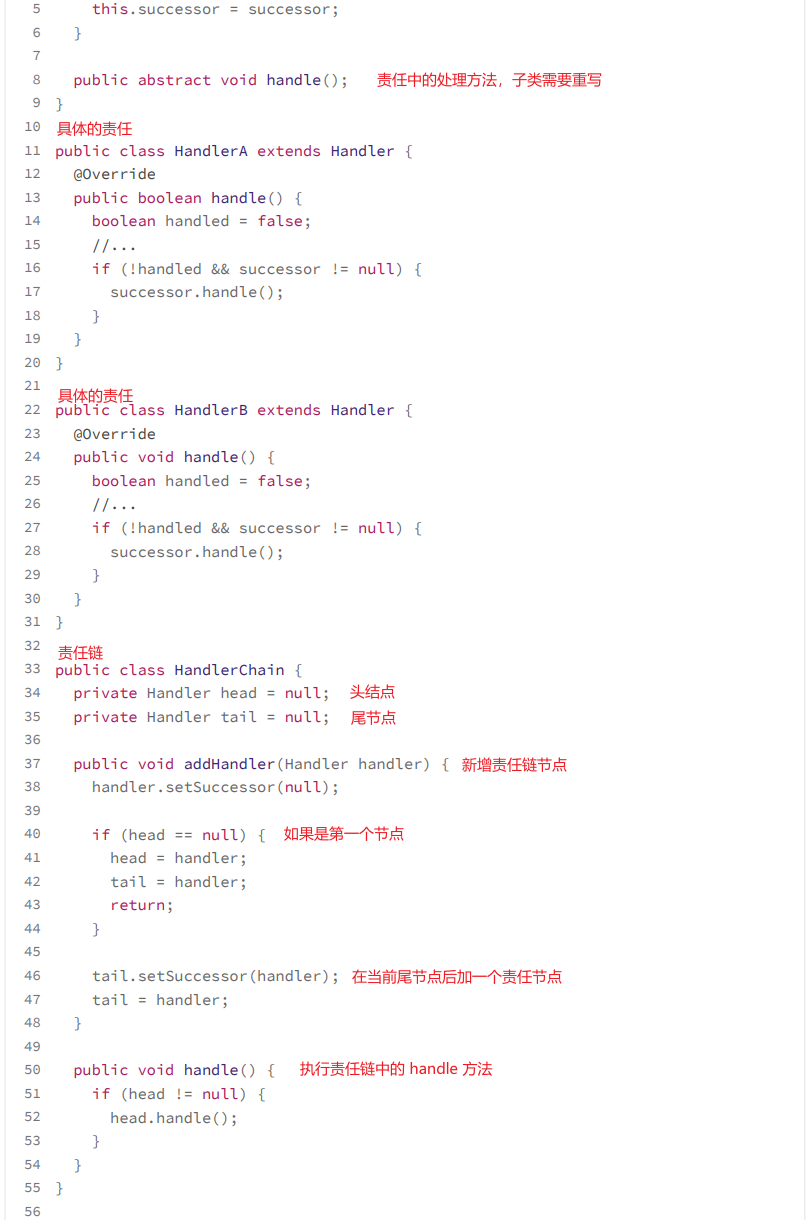 5 this.successor = successor;
6 }
7
8 public abstract void handle(); 责任中的处理方法，子类需要重写
9 }
10 具体的责任
11 public class HandlerA extends Handler {
12 @Override
13 public boolean handle() {
14 boolean handled = false;
15 //...
16 if (!handled && successor != null) {
17 successor.handle();
18 }
19 }
20 }
21 具体的责任
22 public class HandlerB extends Handler {
23 @Override
24 public void handle() {
25 boolean handled = false;
26 //...
27 if (!handled && successor != null) {
28 successor.handle();
29 }
30 }
31 }
32 责任链
33 public class HandlerChain {
34 private Handler head = null; 头结点
35 private Handler tail = null; 尾节点
36
37 public void addHandler(Handler handler) { 新增责任链节点
38 handler.setSuccessor(null);
39
40 if (head == null) { 如果是第一个节点
41 head = handler;
42 tail = handler;
43 return;
44 }
45
46 tail.setSuccessor(handler); 在当前尾节点后加一个责任节点
47 tail = handler;
48 }
49
50 public void handle() { 执行责任链中的 handle 方法
51 if (head != null) {
52 head.handle();
53 }
54 }
55 }
56